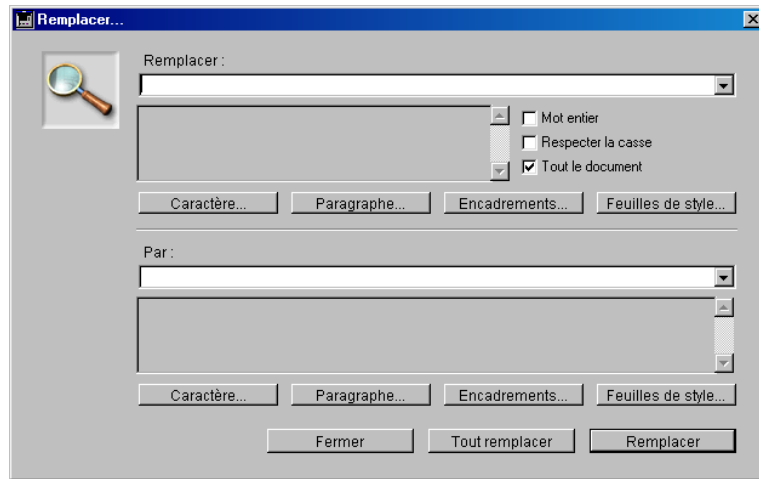 Remplacer...
Remplacer :
Mot entier
Respecter la casse
Tout le document
Caractère... Paragraphe... Encadrements... Feuilles de style...
Par :
Caractère... Paragraphe... Encadrements... Feuilles de style...
Fermer Tout remplacer Remplacer